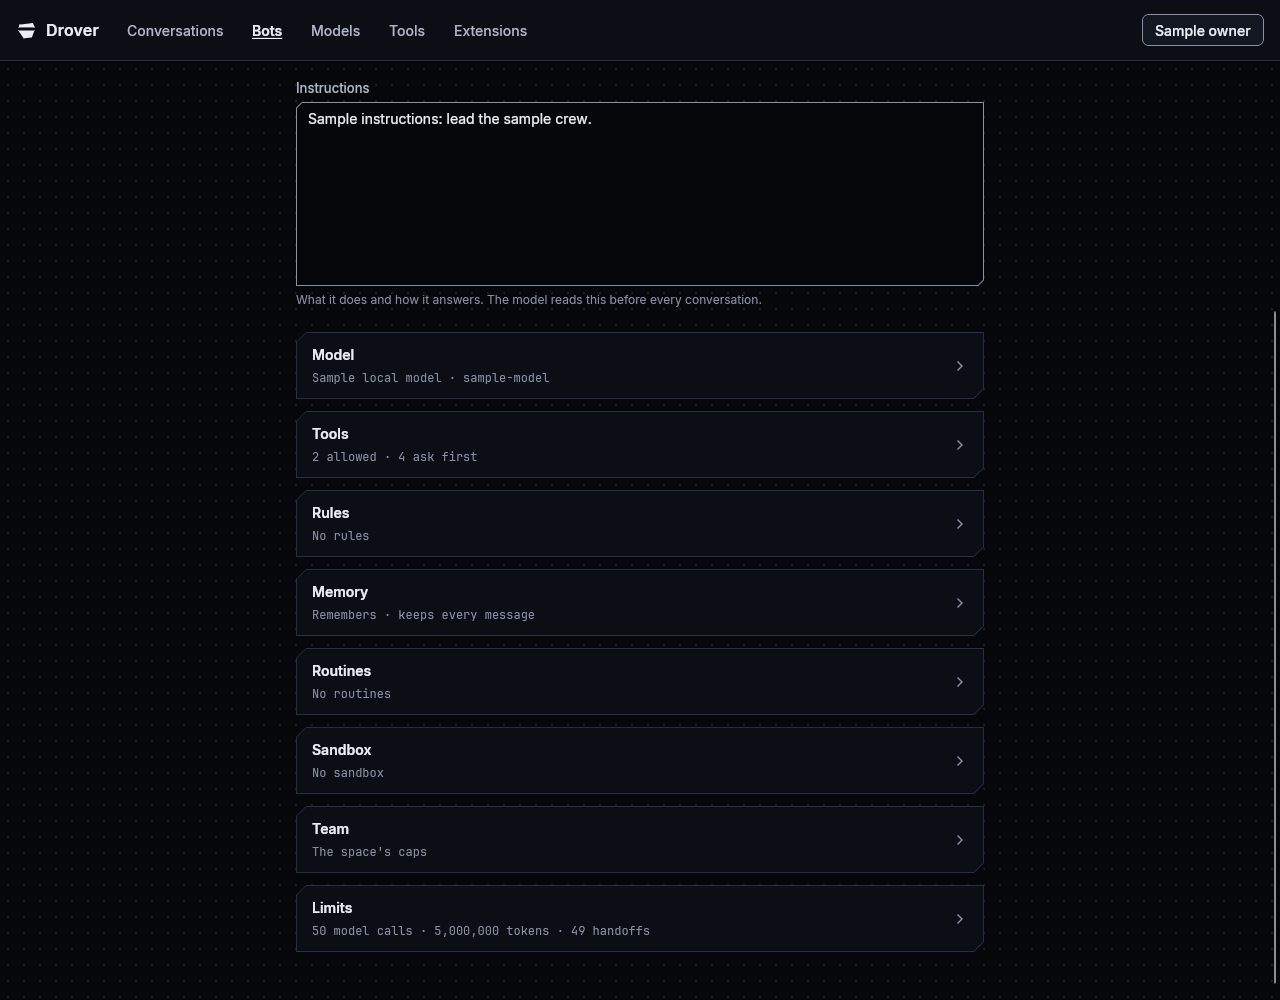 Drover
Conversations
Bots
Models
Tools
Extensions
Sample owner
Instructions
Sample instructions: lead the sample crew.
What it does and how it answers. The model reads this before every conversation.
Model
Sample local model · sample-model
Tools
2 allowed · 4 ask first
Rules
No rules
Memory
Remembers · keeps every message
Routines
No routines
Sandbox
No sandbox
Team
The space's caps
Limits
50 model calls · 5,000,000 tokens · 49 handoffs